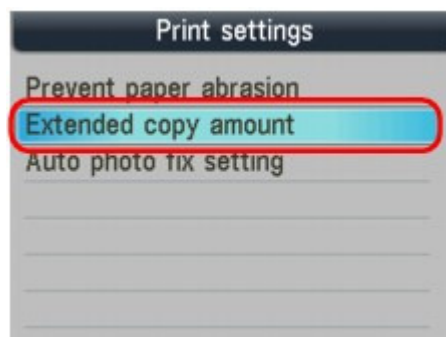 Print settings
Prevent paper abrasion
Extended copy amount
Auto photo fix setting